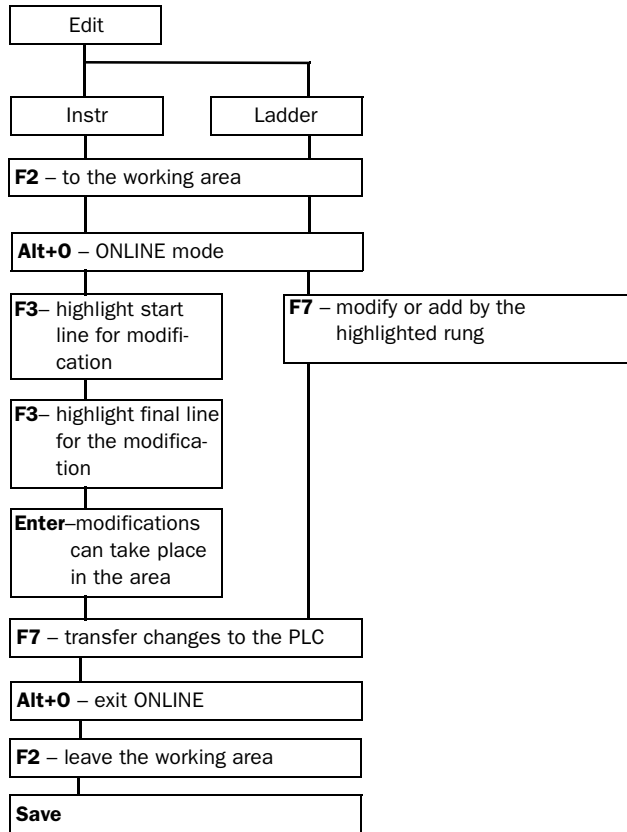 Edit
Instr
Ladder
F2 – to the working area
Alt+O – ONLINE mode
F3– highlight start
line for modifi-
cation
F7 – modify or add by the
highlighted rung
F3– highlight final line
for the modifica-
tion
Enter–modifications
can take place
in the area
F7 – transfer changes to the PLC
Alt+O – exit ONLINE
F2 – leave the working area
Save